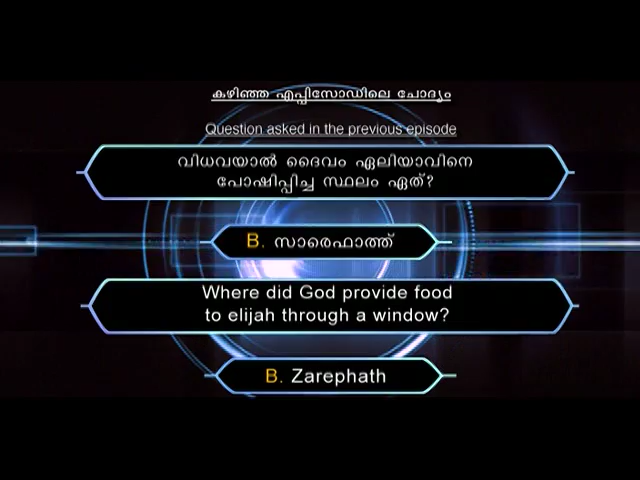 കഴിഞ്ഞ എപ്പിസോഡിലെ ചോദ്യം
Question asked in the previous episode
വിധവയാൽ ദൈവം ഏലിയാവിനെ
പോഷിപ്പിച്ച സ്ഥലം ഏത്?
B. സാരെഫാത്ത്
Where did God provide food
to elijah through a window?
B. Zarephath